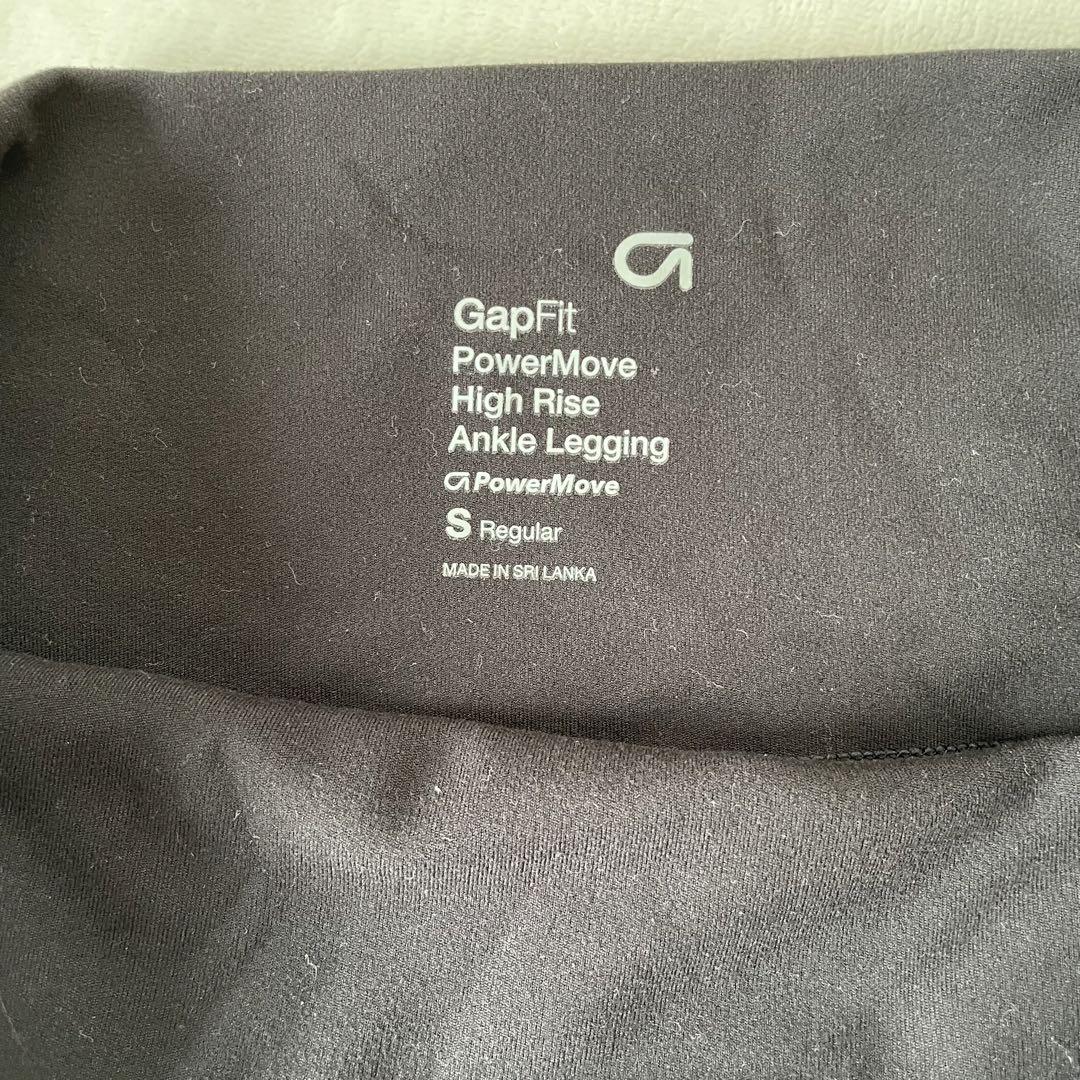 GapFit
PowerMove
High Rise
Ankle Legging
PowerMove
S Regular
MADE IN SRI LANKA